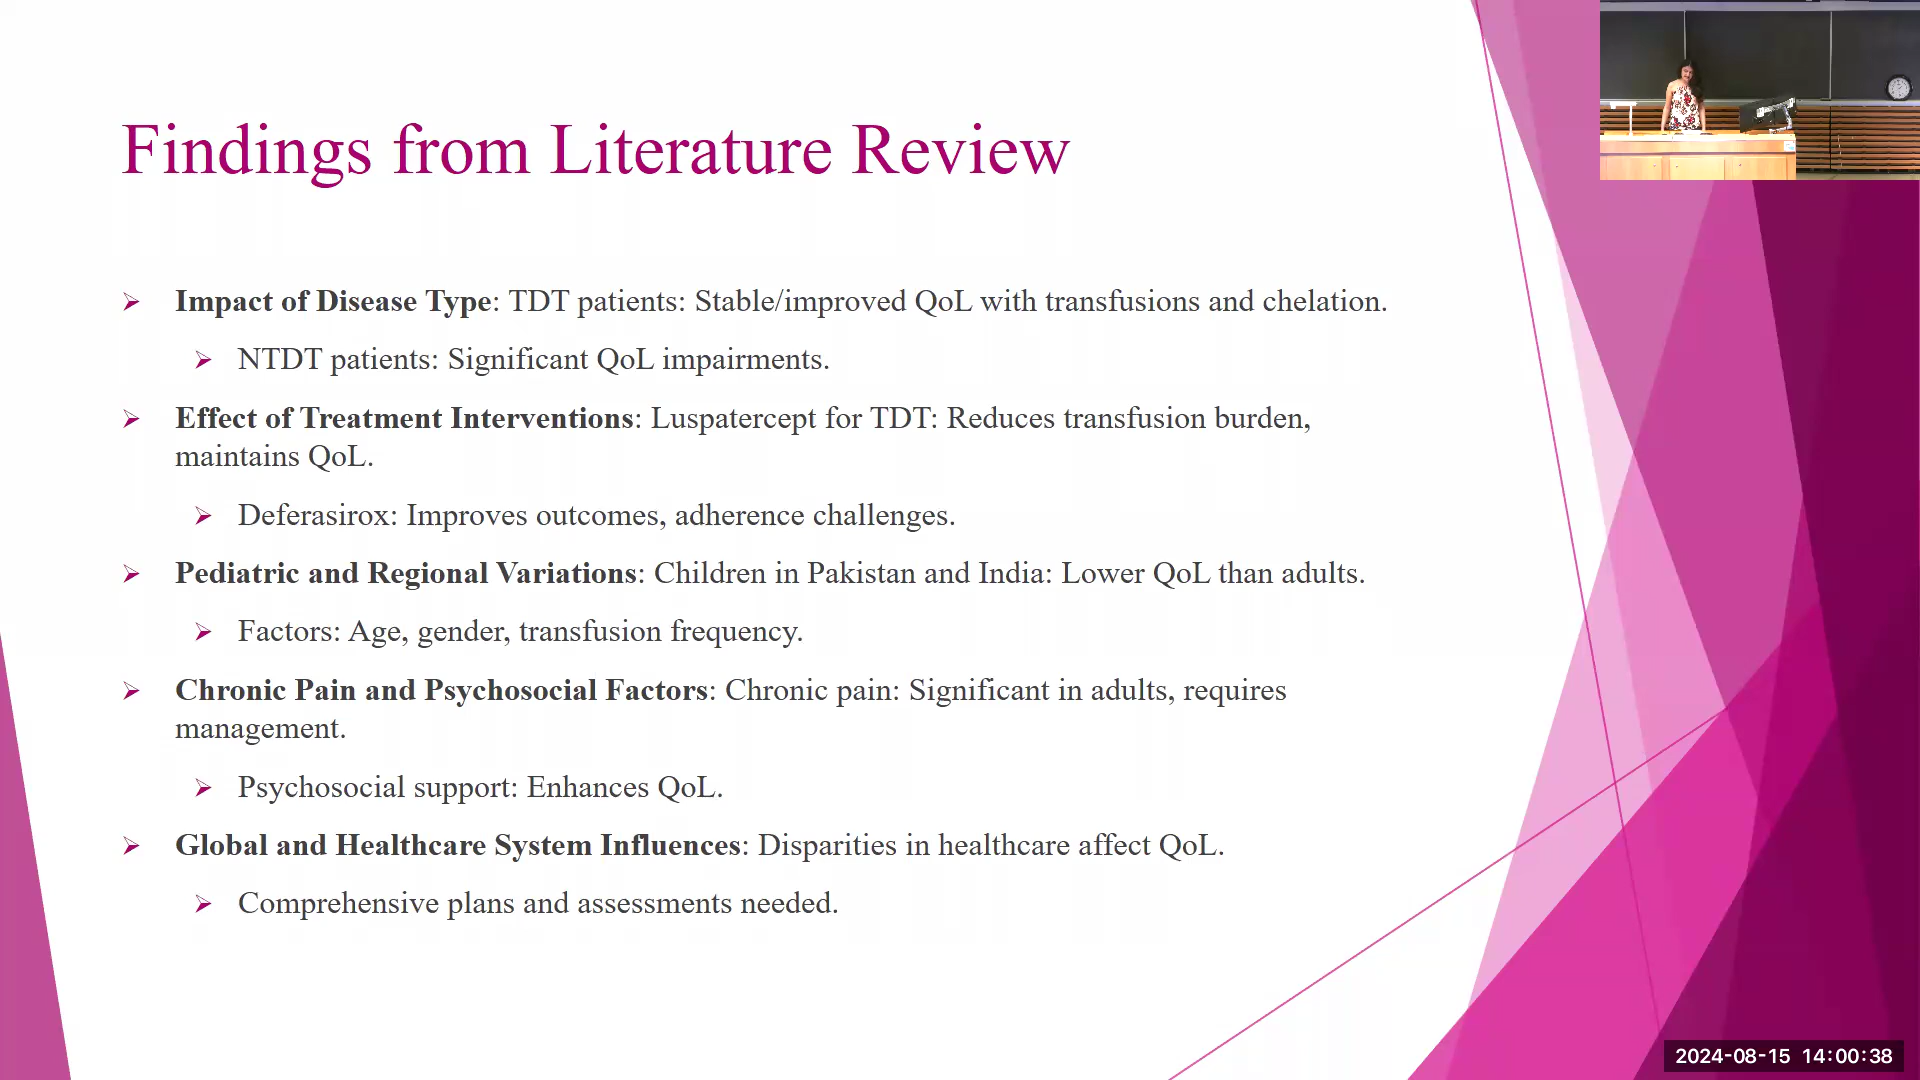 Findings from Literature Review
Impact of Disease Type: TDT patients: Stable/improved QoL with transfusions and chelation.
NTDT patients: Significant QoL impairments.
Effect of Treatment Interventions: Luspatercept for TDT: Reduces transfusion burden,
maintains QoL.
Deferasirox: Improves outcomes, adherence challenges.
Pediatric and Regional Variations: Children in Pakistan and India: Lower QoL than adults.
Factors: Age, gender, transfusion frequency.
Chronic Pain and Psychosocial Factors: Chronic pain: Significant in adults, requires
management.
Psychosocial support: Enhances QoL.
Global and Healthcare System Influences: Disparities in healthcare affect QoL.
Comprehensive plans and assessments needed.
2024-08-15 14:00:38